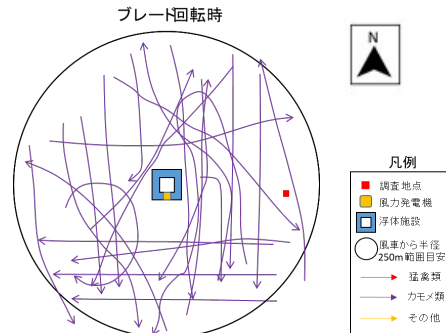 ブレード回転時
N
凡例
調査地点
風力発電機
浮体施設
風車から半径
250m範囲目安
猛禽類
カモメ類
その他